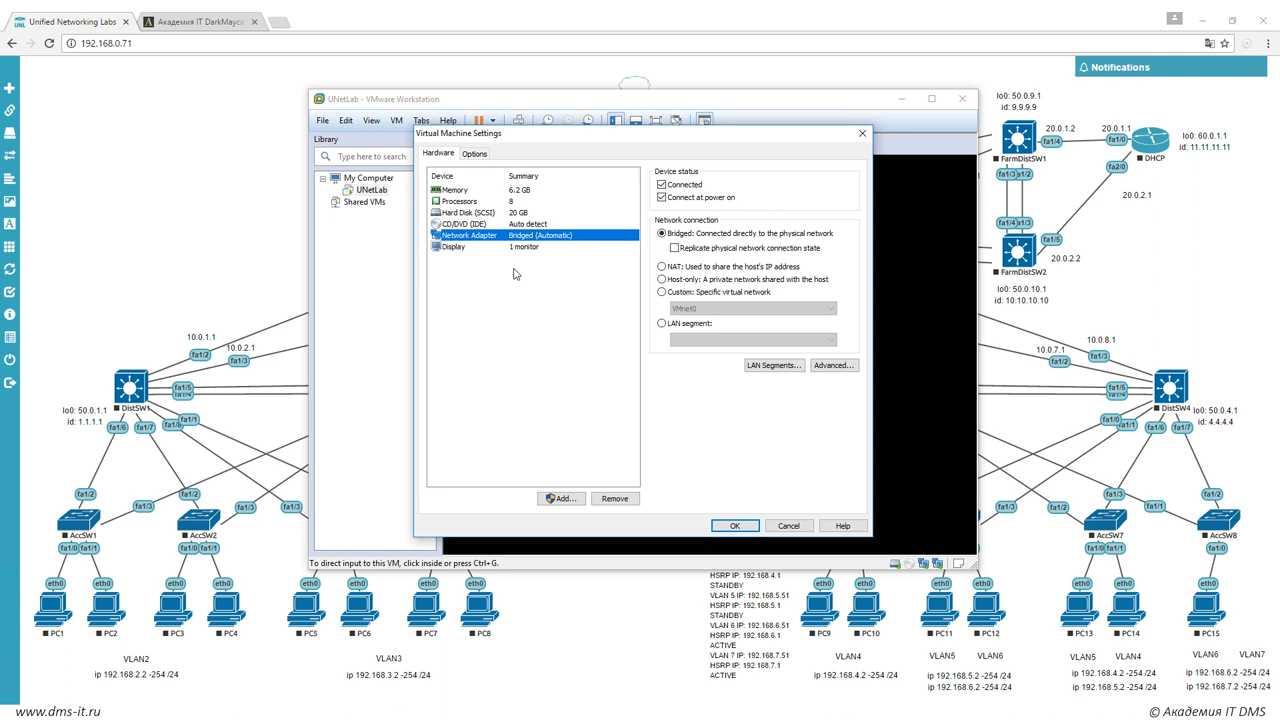 Unified Networking Labs
Академия IT DarkMayca
192.168.0.71
Notifications
UNetLab - VMware Workstation
File Edit View VM Tabs Help
Library
Type here to search
My Computer
UNetLab
Shared VMs
Virtual Machine Settings
Hardware Options
Device Summary
Memory 6.2 GB
Processors 8
Hard Disk (SCSI) 20 GB
CD/DVD (IDE) Auto detect
Network Adapter Bridged (Automatic)
Display 1 monitor
Add... Remove
Device status
Connected
Connect at power on
Network connection
Bridged: Connected directly to the physical network
Replicate physical network connection state
NAT: Used to share the host's IP address
Host-only: A private network shared with the host
Custom: Specific virtual network
VMnet0
LAN segment:
LAN Segments... Advanced...
OK Cancel Help
To direct input to this VM, click inside or press Ctrl+G.
lo0: 50.0.9.1
id: 9.9.9.9
FarmDistSW1
fa1/4
20.0.1.2
20.0.1.1
fa1/0
lo0: 60.0.1.1
id: 11.11.11.11
DHCP
fa2/0
20.0.2.1
fa1/3 fa1/2
fa1/4 fa1/3
fa1/5
20.0.2.2
FarmDistSW2
lo0: 50.0.10.1
id: 10.10.10.10
10.0.1.1
fa1/2
10.0.2.1
fa1/3
fa1/5
DistSW1
lo0: 50.0.1.1
id: 1.1.1.1
fa1/6 fa1/7
fa1/1
10.0.7.1
fa1/2
10.0.8.1
fa1/3
fa1/5
DistSW4
lo0: 50.0.4.1
id: 4.4.4.4
fa1/0
fa1/1
fa1/6 fa1/7
fa1/2
fa1/3
fa1/2
fa1/3
fa1/3
fa1/3
fa1/1
fa1/2
AccSW1 AccSW2
AccSW7 AccSW8
fa1/0 fa1/1 fa1/0 fa1/1
fa1/0 fa1/1 fa1/0
eth0 eth0 eth0 eth0 eth0 eth0 eth0 eth0
eth0 eth0 eth0 eth0 eth0 eth0 eth0
PC1 PC2 PC3 PC4 PC5 PC6 PC7 PC8
PC9 PC10 PC11 PC12 PC13 PC14 PC15
HSRP IP: 192.168.4.1
STANDBY
VLAN 5 IP: 192.168.5.51
HSRP IP: 192.168.5.1
STANDBY
VLAN 6 IP: 192.168.6.51
HSRP IP: 192.168.6.1
ACTIVE
VLAN 7 IP: 192.168.7.51
HSRP IP: 192.168.7.1
ACTIVE
VLAN2
ip 192.168.2.2 -254 /24
VLAN3
ip 192.168.3.2 -254 /24
VLAN4
ip 192.168.4.2 -254 /24
VLAN5 VLAN6
ip 192.168.5.2 -254 /24
ip 192.168.6.2 -254 /24
VLAN5 VLAN4
ip 192.168.4.2 -254 /24
ip 192.168.5.2 -254 /24
VLAN6 VLAN7
ip 192.168.6.2 -254 /24
ip 192.168.7.2 -254 /24
www.dms-it.ru
© Академия IT DMS